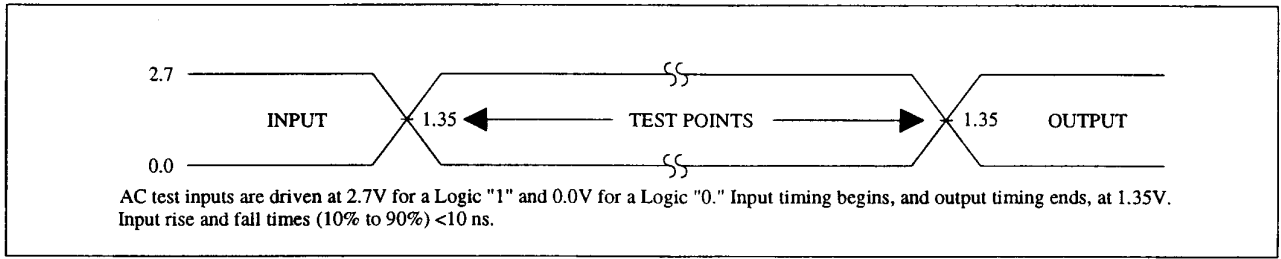 2.7
INPUT 1.35 TEST POINTS 1.35 OUTPUT
0.0
AC test inputs are driven at 2.7V for a Logic "1" and 0.0V for a Logic "0." Input timing begins, and output timing ends, at 1.35V.
Input rise and fall times (10% to 90%) <10 ns.